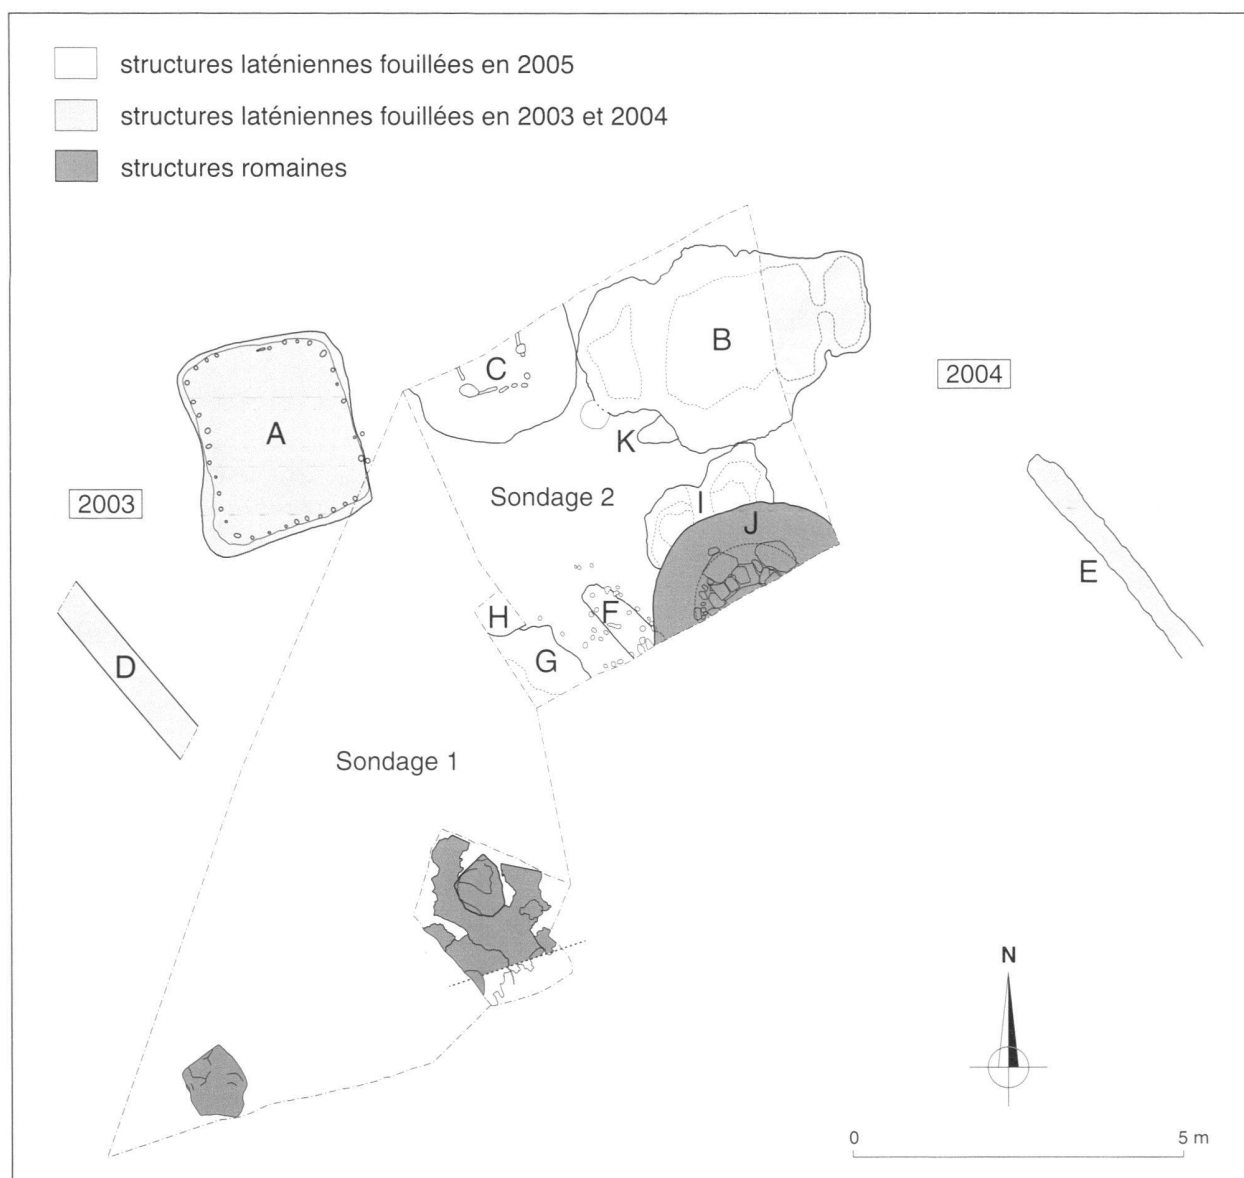 structures laténiennes fouillées en 2005
structures laténiennes fouillées en 2003 et 2004
structures romaines
B
C
2004
A
K
2003
Sondage 2
I
J
E
H
F
G
D
Sondage 1
N
0 5 m